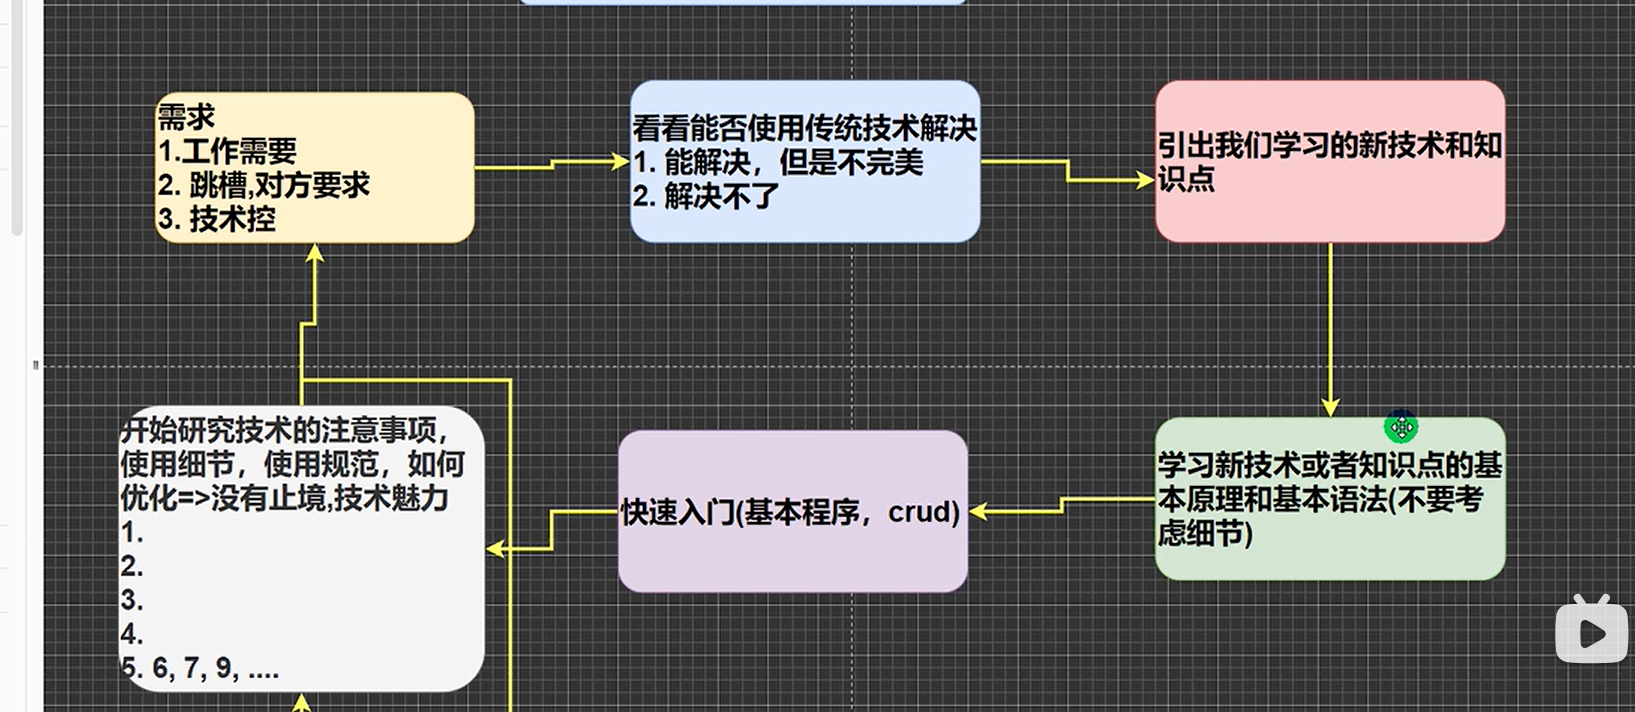 需求
1.工作需要
2. 跳槽,对方要求
3. 技术控
看看能否使用传统技术解决
1. 能解决，但是不完美
2. 解决不了
引出我们学习的新技术和知
识点
开始研究技术的注意事项，
使用细节，使用规范，如何
优化=>没有止境,技术魅力
1.
2.
3.
4.
5. 6, 7, 9, ....
快速入门(基本程序，crud)
学习新技术或者知识点的基
本原理和基本语法(不要考
虑细节)